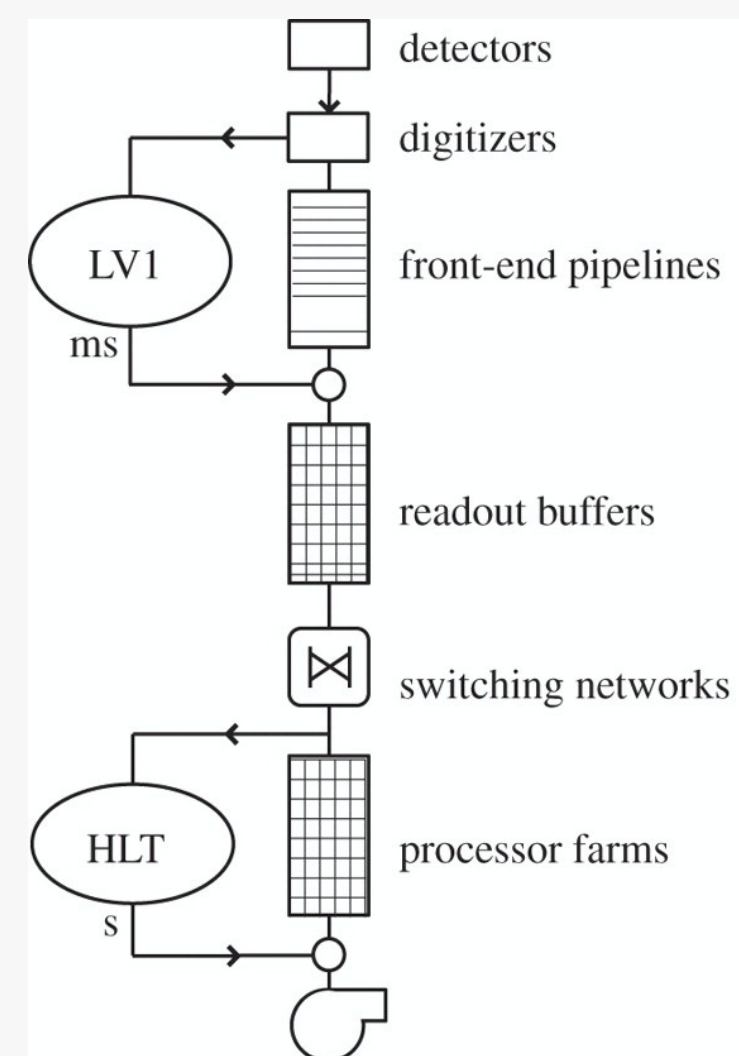 detectors
digitizers
LV1
front-end pipelines
ms
readout buffers
switching networks
HLT
processor farms
s